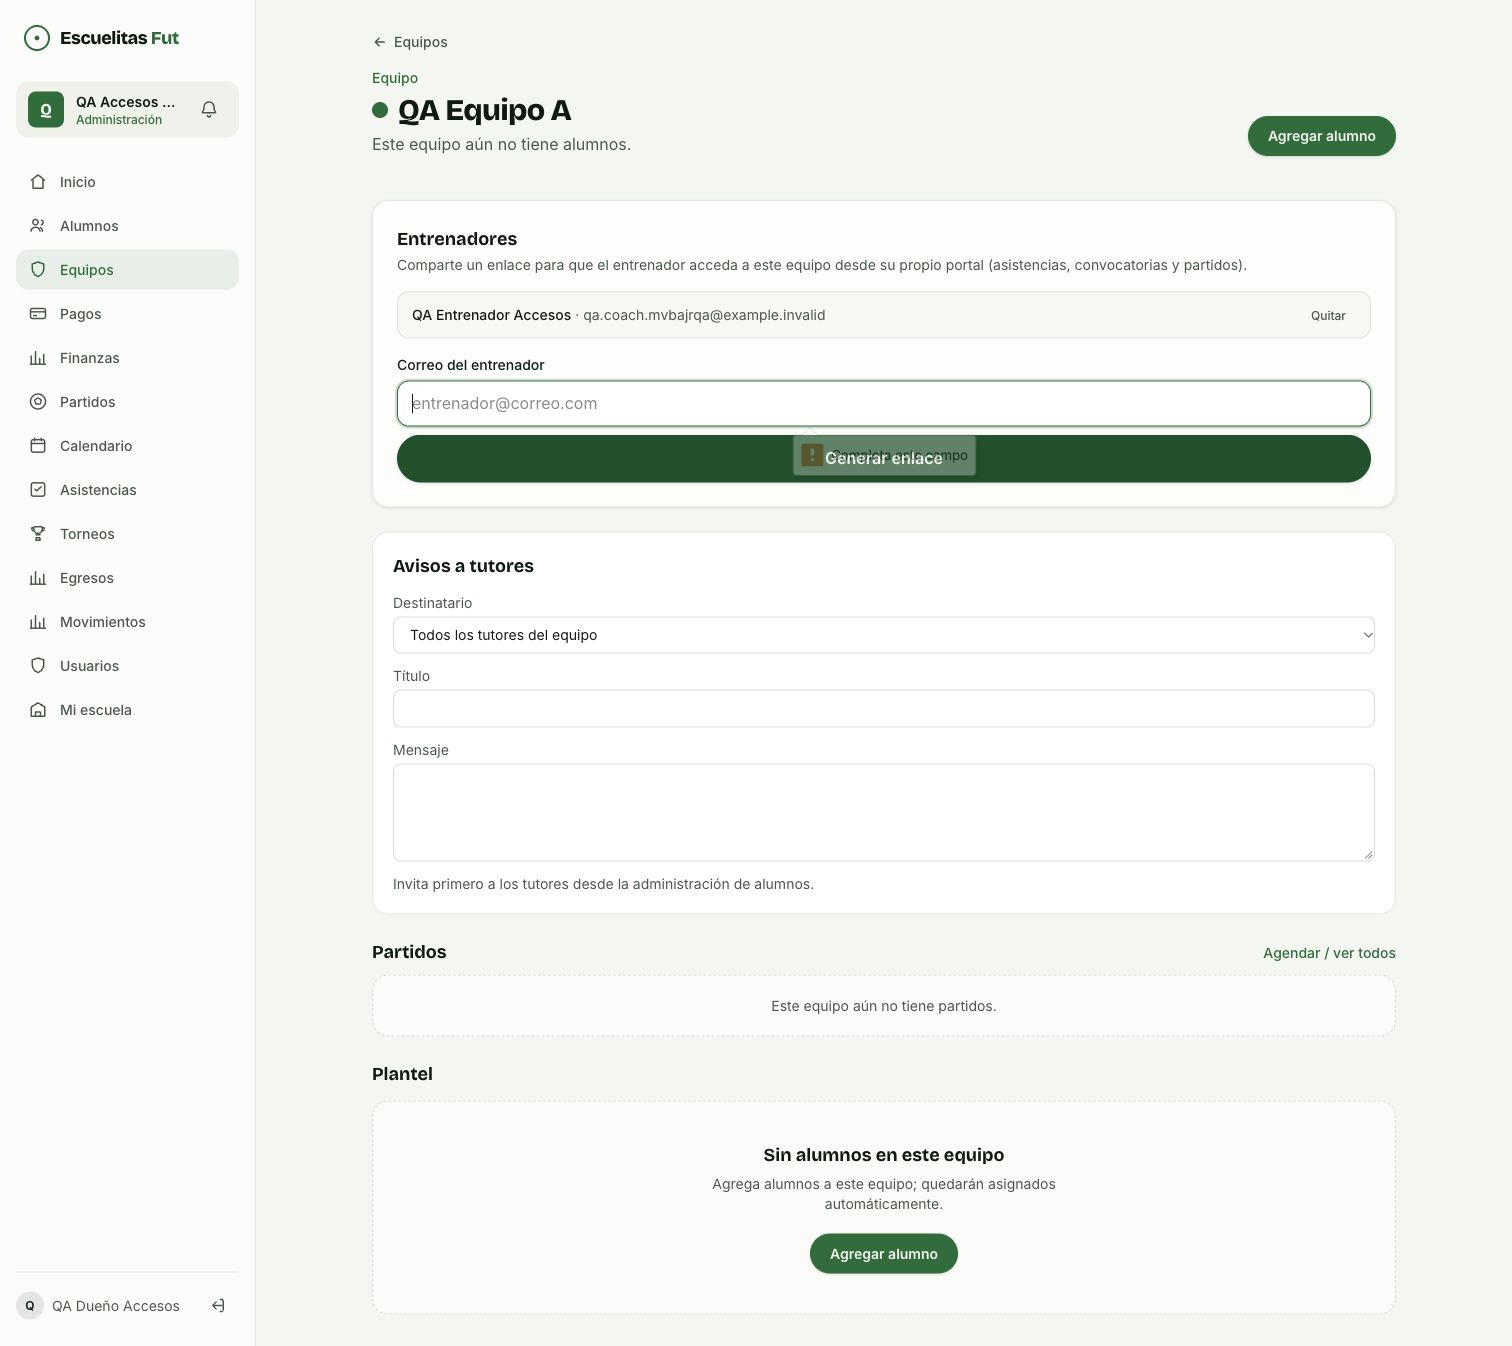 Escuelitas Fut
Q
QA Accesos ...
Administración
Inicio
Alumnos
Equipos
Pagos
Finanzas
Partidos
Calendario
Asistencias
Torneos
Egresos
Movimientos
Usuarios
Mi escuela
Q
QA Dueño Accesos
← Equipos
Equipo
QA Equipo A
Este equipo aún no tiene alumnos.
Agregar alumno
Entrenadores
Comparte un enlace para que el entrenador acceda a este equipo desde su propio portal (asistencias, convocatorias y partidos).
QA Entrenador Accesos · qa.coach.mvbajrqa@example.invalid
Quitar
Correo del entrenador
entrenador@correo.com
Completa este campo
Generar enlace
Avisos a tutores
Destinatario
Todos los tutores del equipo
Título
Mensaje
Invita primero a los tutores desde la administración de alumnos.
Partidos
Agendar / ver todos
Este equipo aún no tiene partidos.
Plantel
Sin alumnos en este equipo
Agrega alumnos a este equipo; quedarán asignados
automáticamente.
Agregar alumno